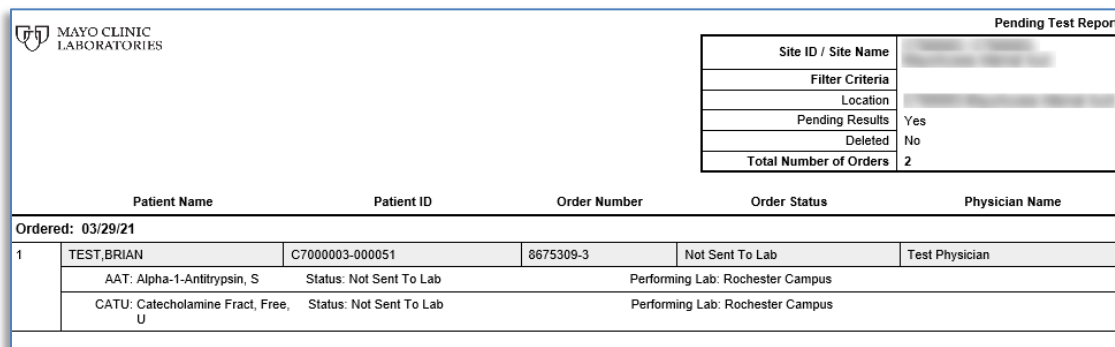 MAYO CLINIC
LABORATORIES
Pending Test Repor
Site ID / Site Name
Filter Criteria
Location
Pending Results Yes
Deleted No
Total Number of Orders 2
Patient Name Patient ID Order Number Order Status Physician Name
Ordered: 03/29/21
1 TEST,BRIAN C7000003-000051 8675309-3 Not Sent To Lab Test Physician
AAT: Alpha-1-Antitrypsin, S Status: Not Sent To Lab Performing Lab: Rochester Campus
CATU: Catecholamine Fract, Free, Status: Not Sent To Lab Performing Lab: Rochester Campus
U